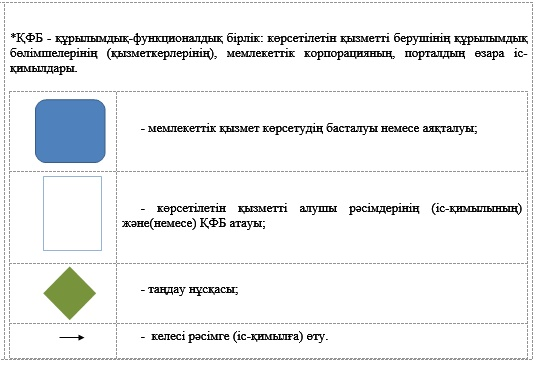 *ҚФБ - құрылымдық-функционалдық бірлік: көрсетілетін қызметті берушінің құрылымдық
бөлімшелерінің (қызметкерлерінің), мемлекеттік корпорацияның, порталдың өзара іс-
қимылдары.
- мемлекеттік қызмет көрсетудің басталуы немесе аяқталуы;
- көрсетілетін қызметті алушы рәсімдерінің (іс-қимылының)
және(немесе) ҚФБ атауы;
- таңдау нұсқасы;
- келесі рәсімге (іс-қимылға) өту.